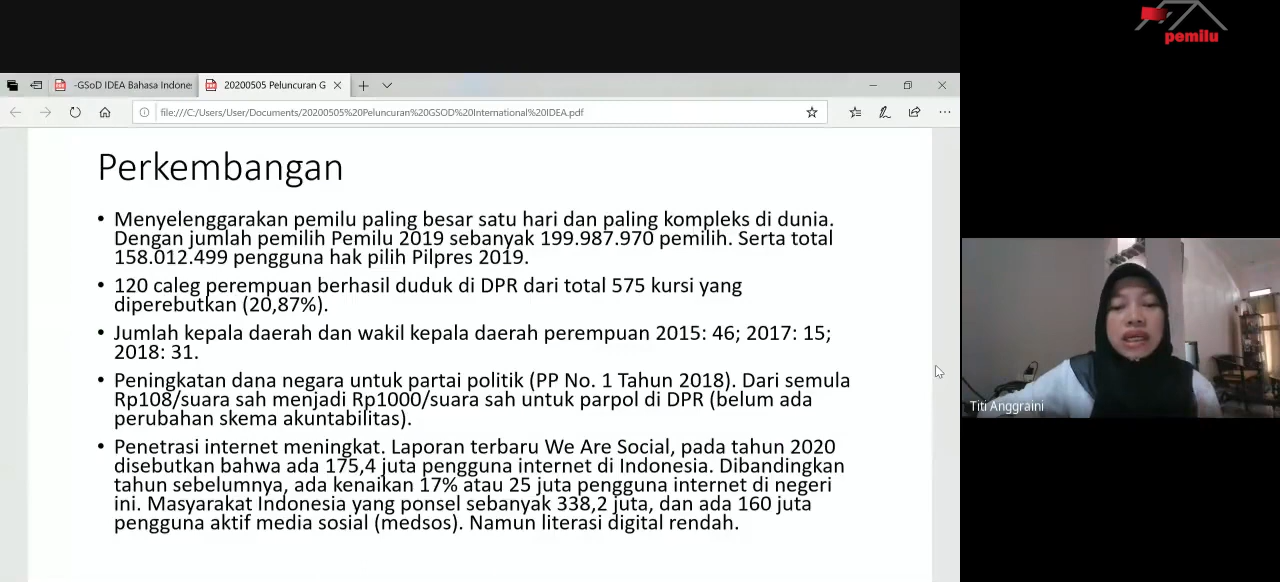 pemilu
-GSoD IDEA Bahasa Indone
20200505 Peluncuran G
file:///C:/Users/User/Documents/20200505%20Peluncuran%20GSOD%20International%20IDEA.pdf
Perkembangan
• Menyelenggarakan pemilu paling besar satu hari dan paling kompleks di dunia.
Dengan jumlah pemilih Pemilu 2019 sebanyak 199.987.970 pemilih. Serta total
158.012.499 pengguna hak pilih Pilpres 2019.
• 120 caleg perempuan berhasil duduk di DPR dari total 575 kursi yang
diperebutkan (20,87%).
• Jumlah kepala daerah dan wakil kepala daerah perempuan 2015: 46; 2017: 15;
2018: 31.
• Peningkatan dana negara untuk partai politik (PP No. 1 Tahun 2018). Dari semula
Rp108/suara sah menjadi Rp1000/suara sah untuk parpol di DPR (belum ada
perubahan skema akuntabilitas).
• Penetrasi internet meningkat. Laporan terbaru We Are Social, pada tahun 2020
disebutkan bahwa ada 175,4 juta pengguna internet di Indonesia. Dibandingkan
tahun sebelumnya, ada kenaikan 17% atau 25 juta pengguna internet di negeri
ini. Masyarakat Indonesia yang ponsel sebanyak 338,2 juta, dan ada 160 juta
pengguna aktif media sosial (medsos). Namun literasi digital rendah.
Titi Anggraini